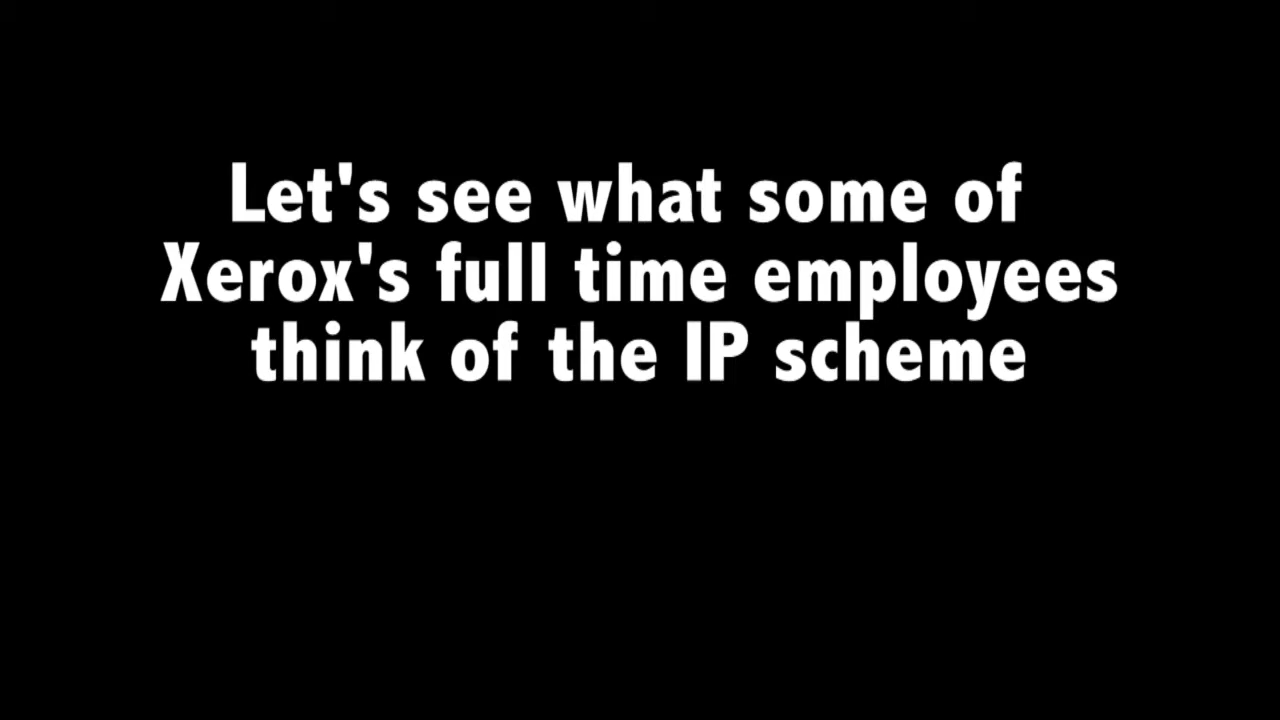 Let's see what some of
Xerox's full time employees
think of the IP scheme